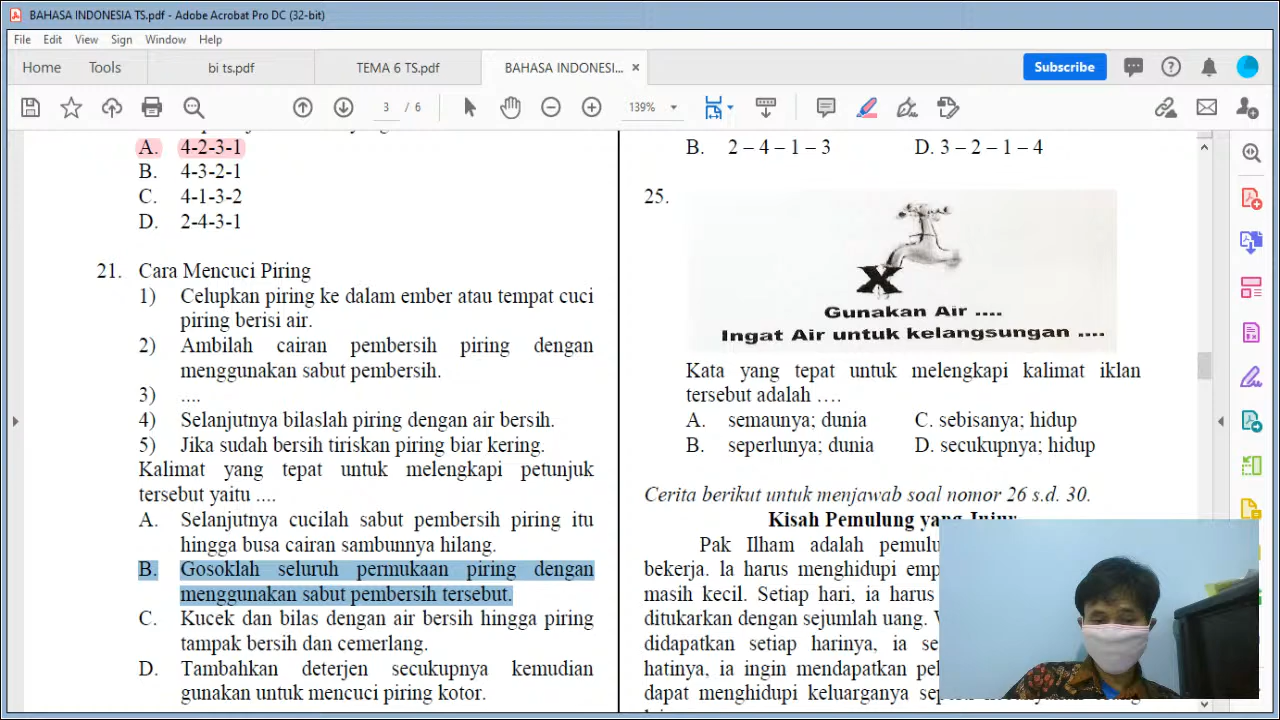 BAHASA INDONESIA TS.pdf - Adobe Acrobat Pro DC (32-bit)
File Edit View Sign Window Help
Home Tools bi ts.pdf TEMA 6 TS.pdf BAHASA INDONESI... × Subscribe
3 / 6 139%
A. 4-2-3-1
B. 4-3-2-1
C. 4-1-3-2
D. 2-4-3-1
21. Cara Mencuci Piring
1) Celupkan piring ke dalam ember atau tempat cuci
piring berisi air.
2) Ambilah cairan pembersih piring dengan
menggunakan sabut pembersih.
3) ....
4) Selanjutnya bilaslah piring dengan air bersih.
5) Jika sudah bersih tiriskan piring biar kering.
Kalimat yang tepat untuk melengkapi petunjuk
tersebut yaitu ....
A. Selanjutnya cucilah sabut pembersih piring itu
hingga busa cairan sambunnya hilang.
B. Gosoklah seluruh permukaan piring dengan
menggunakan sabut pembersih tersebut.
C. Kucek dan bilas dengan air bersih hingga piring
tampak bersih dan cemerlang.
D. Tambahkan deterjen secukupnya kemudian
gunakan untuk mencuci piring kotor.
B. 2 – 4 – 1 – 3 D. 3 – 2 – 1 – 4
25.
X
Gunakan Air ....
Ingat Air untuk kelangsungan ....
Kata yang tepat untuk melengkapi kalimat iklan
tersebut adalah ….
A. semaunya; dunia C. sebisanya; hidup
B. seperlunya; dunia D. secukupnya; hidup
Cerita berikut untuk menjawab soal nomor 26 s.d. 30.
Kisah Pemulung yang
Pak Ilham adalah
bekerja. la harus menghidupi
masih kecil. Setiap hari, ia harus
ditukarkan dengan sejumlah uang.
didapatkan setiap harinya, ia
hatinya, ia ingin mendapatkan
dapat menghidupi keluarganya